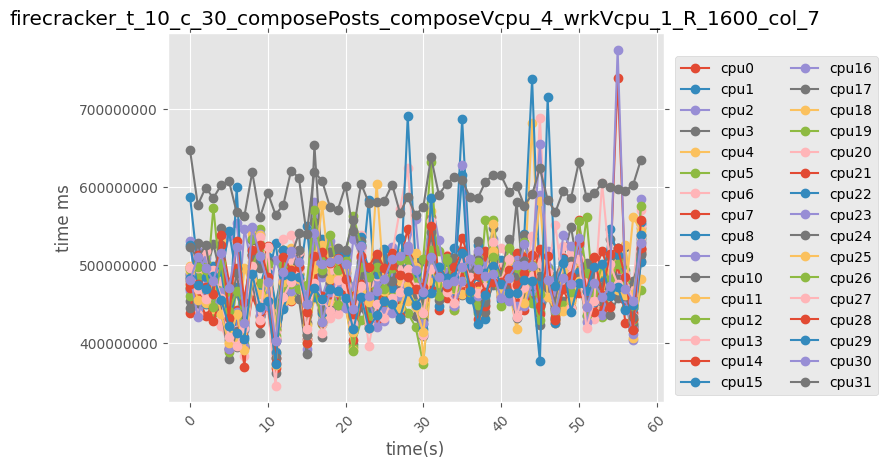 firecracker_t_10_c_30_composePosts_composeVcpu_4_wrkVcpu_1_R_1600_col_7
time ms
700000000
600000000
500000000
400000000
0
10
20
30
40
50
60
time(s)
cpu0
cpu1
cpu2
cpu3
cpu4
cpu5
cpu6
cpu7
cpu8
cpu9
cpu10
cpu11
cpu12
cpu13
cpu14
cpu15
cpu16
cpu17
cpu18
cpu19
cpu20
cpu21
cpu22
cpu23
cpu24
cpu25
cpu26
cpu27
cpu28
cpu29
cpu30
cpu31